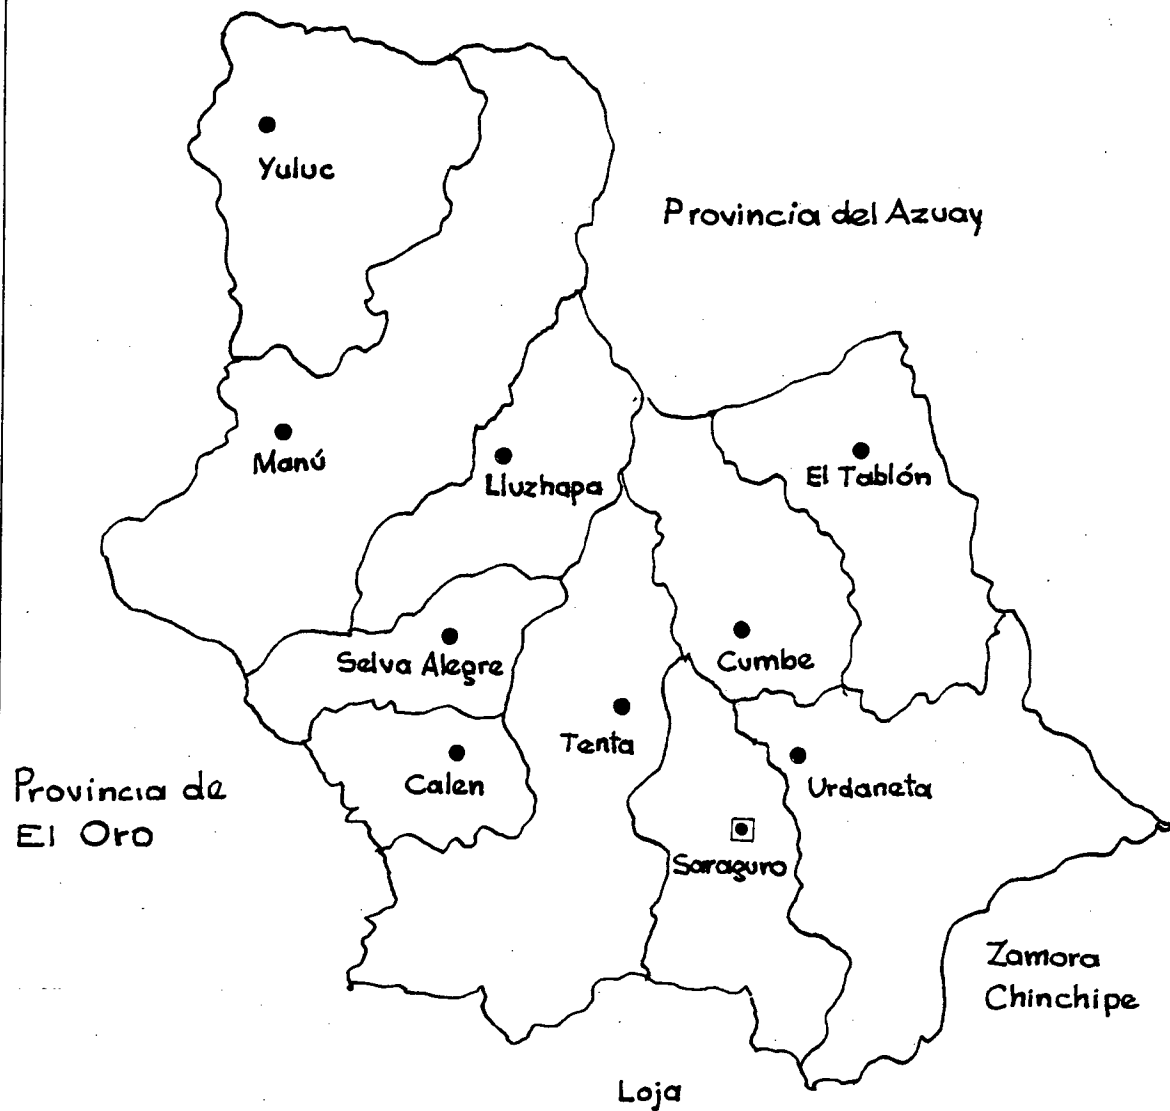 Yuluc
Provincia del Azuay
Manú
Lluzhapa
El Tablón
Selva Alegre
Cumbe
Tenta
Calen
Urdaneta
Provincia de
El Oro
Saraguro
Zamora
Chinchipe
Loja